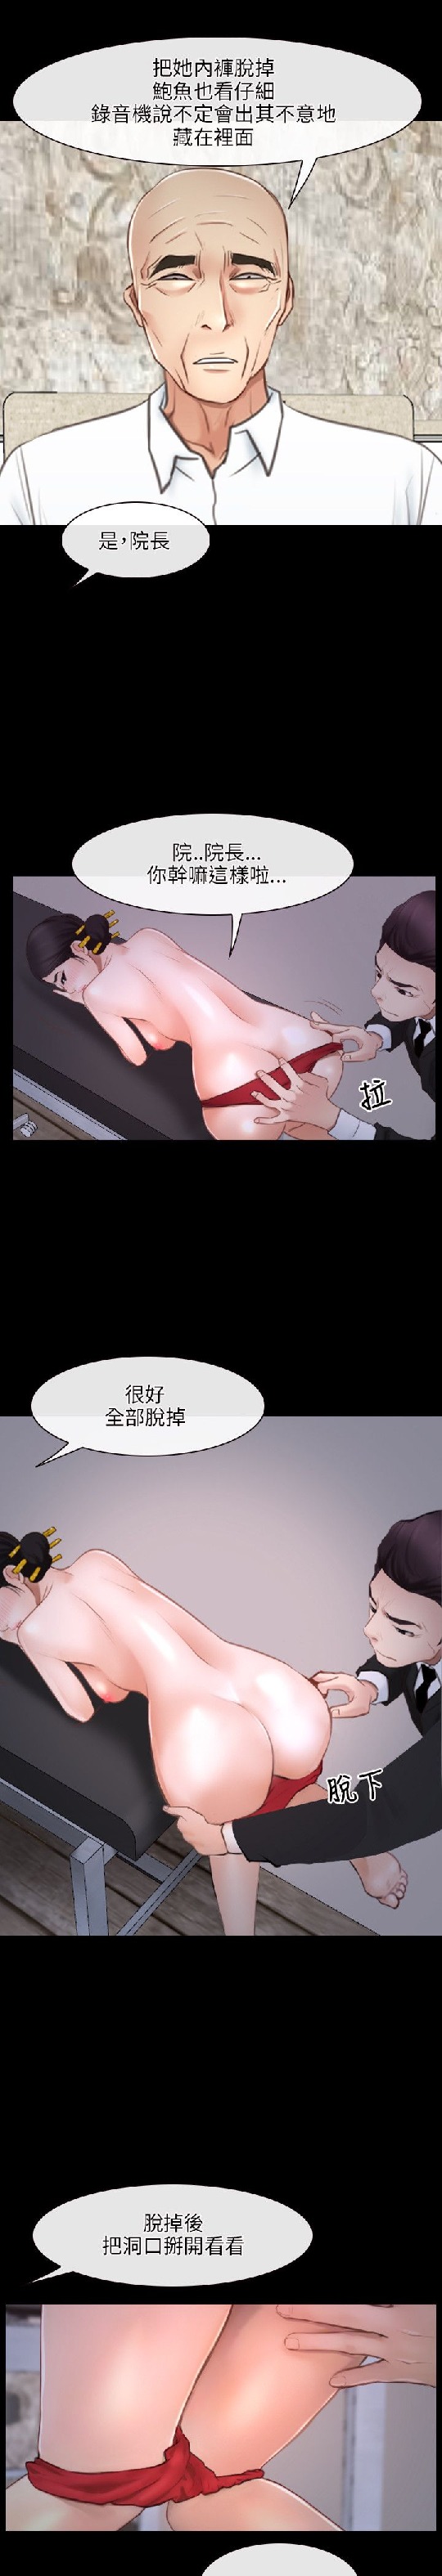 把她內褲脫掉
鮑魚也看仔細
錄音機說不定會出其不意地
藏在裡面
是，院長
院..院長...
你幹嘛這樣啦...
拉
很好
全部脫掉
脫下
脫掉後
把洞口掰開看看